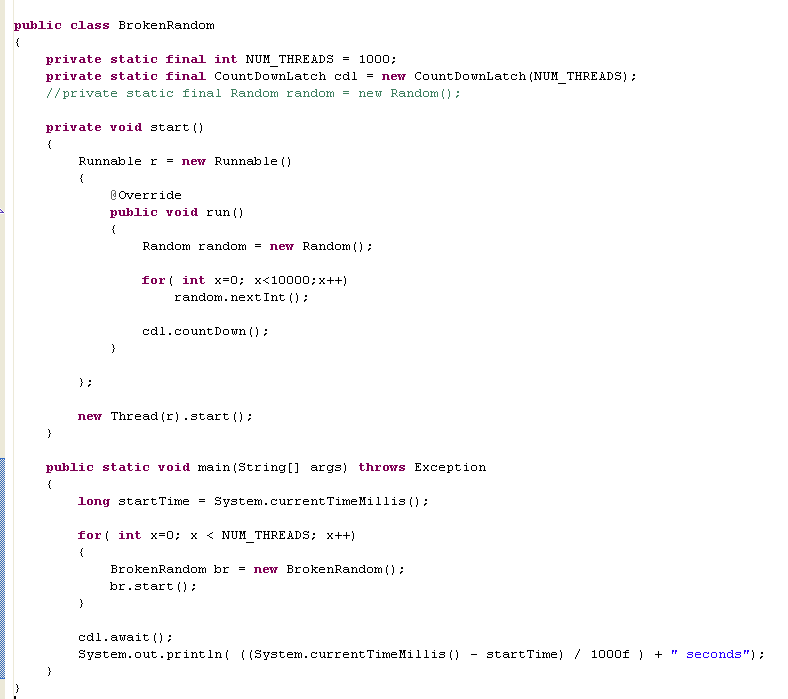 public class BrokenRandom
{
    private static final int NUM_THREADS = 1000;
    private static final CountDownLatch cdl = new CountDownLatch(NUM_THREADS);
    //private static final Random random = new Random();
    private void start()
    {
        Runnable r = new Runnable()
        {
            @Override
            public void run()
            {
                Random random = new Random();
                for( int x=0; x<10000;x++)
                    random.nextInt();
                cdl.countDown();
            }
        };
        new Thread(r).start();
    }
    public static void main(String[] args) throws Exception
    {
        long startTime = System.currentTimeMillis();
        for( int x=0; x < NUM_THREADS; x++)
        {
            BrokenRandom br = new BrokenRandom();
            br.start();
        }
        cdl.await();
        System.out.println( ((System.currentTimeMillis() - startTime) / 1000f ) + " seconds");
    }
}